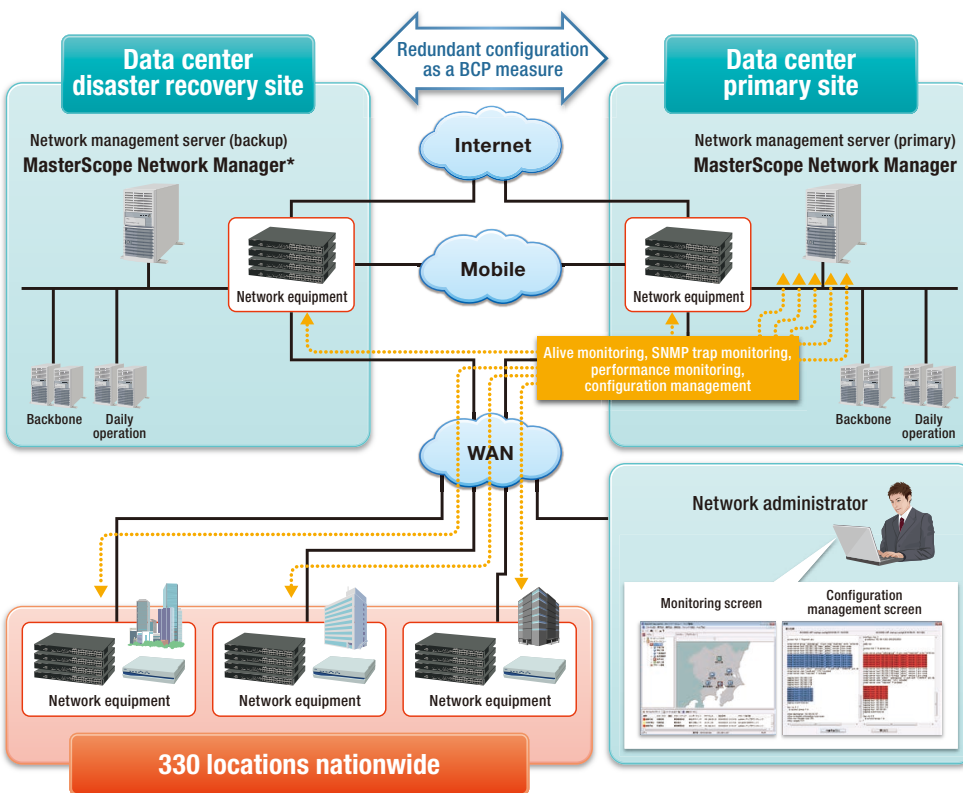 Redundant configuration
as a BCP measure
Data center
disaster recovery site
Data center
primary site
Network management server (backup)
MasterScope Network Manager*
Network management server (primary)
MasterScope Network Manager
Internet
Mobile
WAN
Network equipment
Network equipment
Alive monitoring, SNMP trap monitoring,
performance monitoring,
configuration management
Backbone
Daily
operation
Backbone
Daily
operation
Network administrator
Monitoring screen
Configuration
management screen
Network equipment
Network equipment
Network equipment
330 locations nationwide